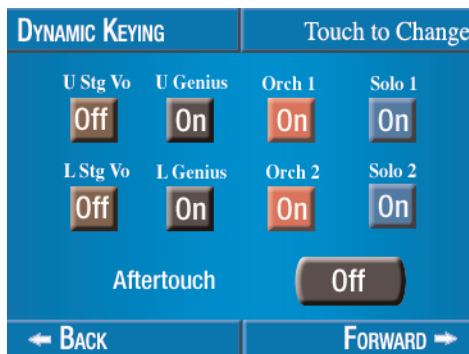 DYNAMIC KEYING Touch to Change
U Stg Vo U Genius Orch 1 Solo 1
Off On On On
L Stg Vo L Genius Orch 2 Solo 2
Off On On On
Aftertouch Off
BACK FORWARD